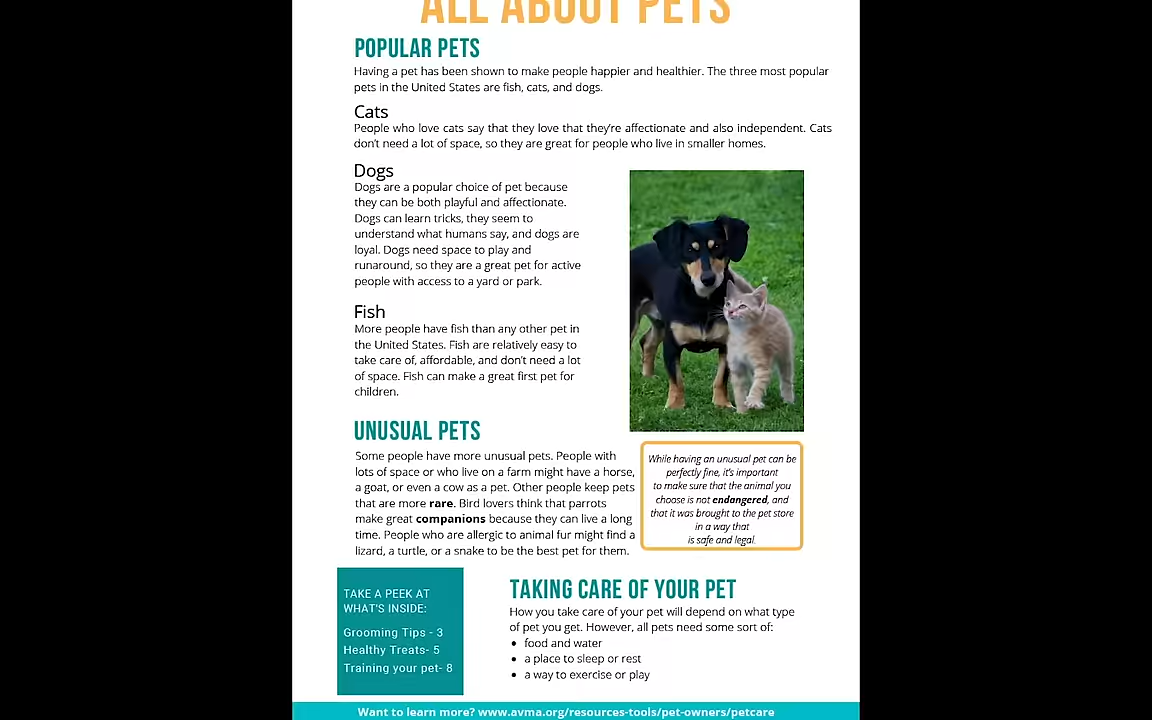 ALL ABOUT PETS
POPULAR PETS
Having a pet has been shown to make people happier and healthier. The three most popular
pets in the United States are fish, cats, and dogs.
Cats
People who love cats say that they love that they're affectionate and also independent. Cats
don't need a lot of space, so they are great for people who live in smaller homes.
Dogs
Dogs are a popular choice of pet because
they can be both playful and affectionate.
Dogs can learn tricks, they seem to
understand what humans say, and dogs are
loyal. Dogs need space to play and
runaround, so they are a great pet for active
people with access to a yard or park.
Fish
More people have fish than any other pet in
the United States. Fish are relatively easy to
take care of, affordable, and don't need a lot
of space. Fish can make a great first pet for
children.
UNUSUAL PETS
Some people have more unusual pets. People with
lots of space or who live on a farm might have a horse,
a goat, or even a cow as a pet. Other people keep pets
that are more rare. Bird lovers think that parrots
make great companions because they can live a long
time. People who are allergic to animal fur might find a
lizard, a turtle, or a snake to be the best pet for them.
While having an unusual pet can be
perfectly fine, it's important
to make sure that the animal you
choose is not endangered, and
that it was brought to the pet store
in a way that
is safe and legal.
TAKE A PEEK AT
WHAT'S INSIDE:
Grooming Tips - 3
Healthy Treats- 5
Training your pet- 8
TAKING CARE OF YOUR PET
How you take care of your pet will depend on what type
of pet you get. However, all pets need some sort of:
• food and water
• a place to sleep or rest
• a way to exercise or play
Want to learn more? www.avma.org/resources-tools/pet-owners/petcare